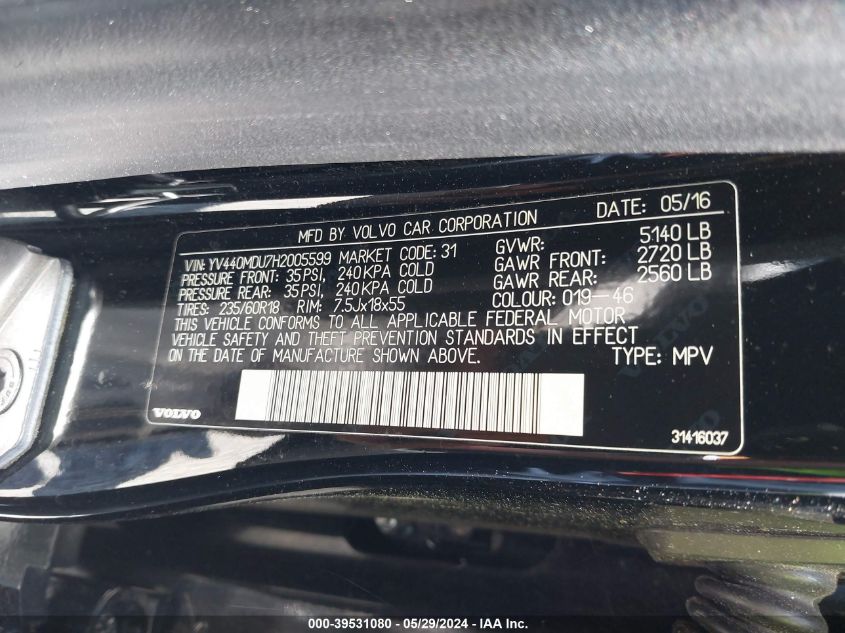 MFD BY VOLVO CAR CORPORATION DATE: 05/16
VIN: YV440MDU7H2005599 MARKET CODE: 31 GVWR: 5140 LB
PRESSURE FRONT: 35PSI, 240KPA COLD GAWR FRONT: 2720 LB
PRESSURE REAR: 35PSI, 240KPA COLD GAWR REAR: 2560 LB
TIRES: 235/60R18 RIM: 7.5Jx18x55 COLOUR: 019-46
THIS VEHICLE CONFORMS TO ALL APPLICABLE FEDERAL MOTOR
VEHICLE SAFETY AND THEFT PREVENTION STANDARDS IN EFFECT
ON THE DATE OF MANUFACTURE SHOWN ABOVE. TYPE: MPV
VOLVO 31416037
000-39531080 - 05/29/2024 - IMG_5517.JPG